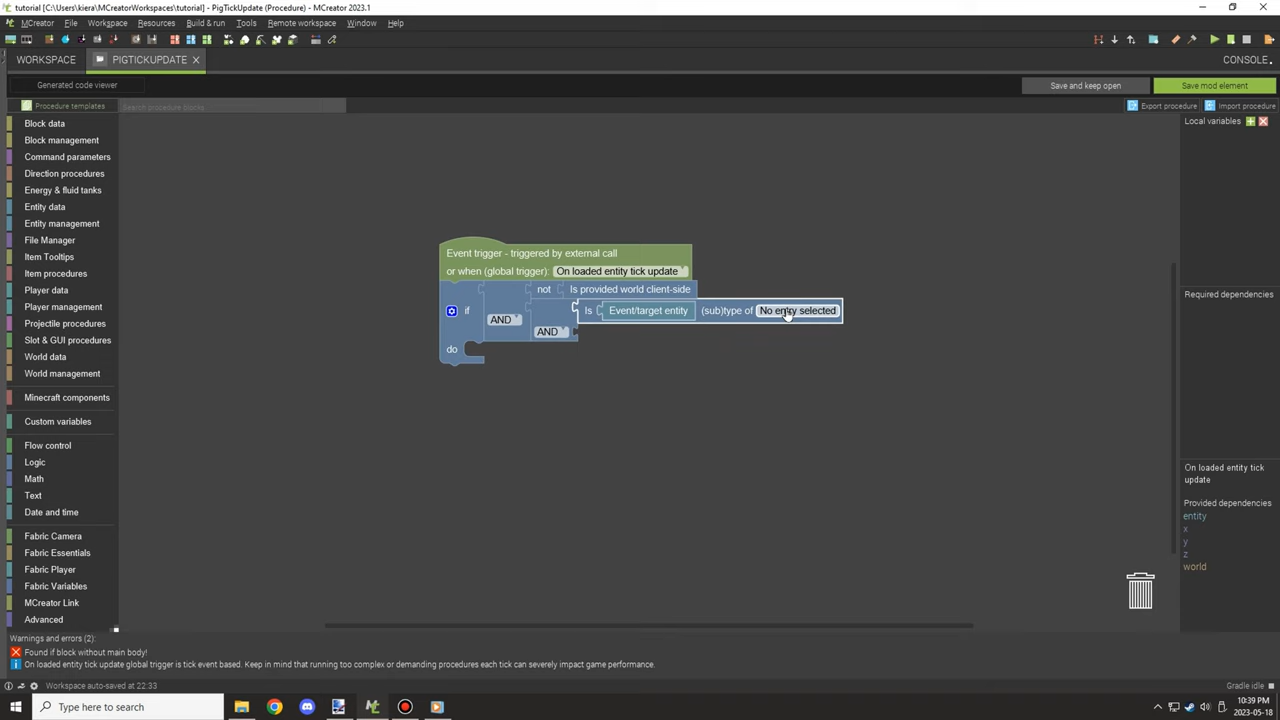 tutorial [C:\Users\kiera\MCreatorWorkspaces\tutorial] - PigTickUpdate (Procedure) - MCreator 2023.1
MCreator File Workspace Resources Build & run Tools Remote workspace Window Help
WORKSPACE PIGTICKUPDATE CONSOLE
Generated code viewer Save and keep open Save mod element
Procedure templates Search procedure blocks Export procedure Import procedure
Block data
Block management
Command parameters
Direction procedures
Energy & fluid tanks
Entity data
Entity management
File Manager
Item Tooltips
Item procedures
Player data
Player management
Projectile procedures
Slot & GUI procedures
World data
World management
Minecraft components
Custom variables
Flow control
Logic
Math
Text
Date and time
Fabric Camera
Fabric Essentials
Fabric Player
Fabric Variables
MCreator Link
Advanced
Event trigger - triggered by external call
or when (global trigger): On loaded entity tick update
not Is provided world client-side
if Is Event/target entity (sub)type of No entry selected
AND
AND
do
Local variables
Required dependencies
On loaded entity tick
update
Provided dependencies:
entity
x
y
z
world
Warnings and errors (2):
Found if block without main body!
On loaded entity tick update global trigger is tick event based. Keep in mind that running too complex or demanding procedures each tick can severely impact game performance.
Workspace auto-saved at 22:33 Gradle idle
Type here to search
10:39 PM
2023-05-18